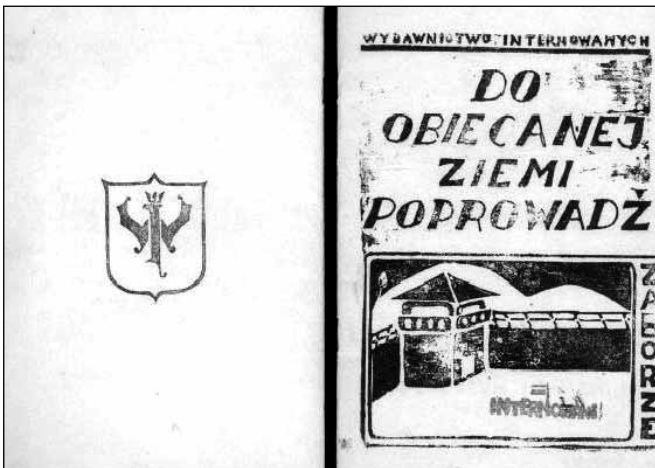 WYDAWNICTWO INTERNOWANYCH
DO
OBIECANEJ
ZIEMI
POPROWADŹ
ZABORZE
INTERNOWANI